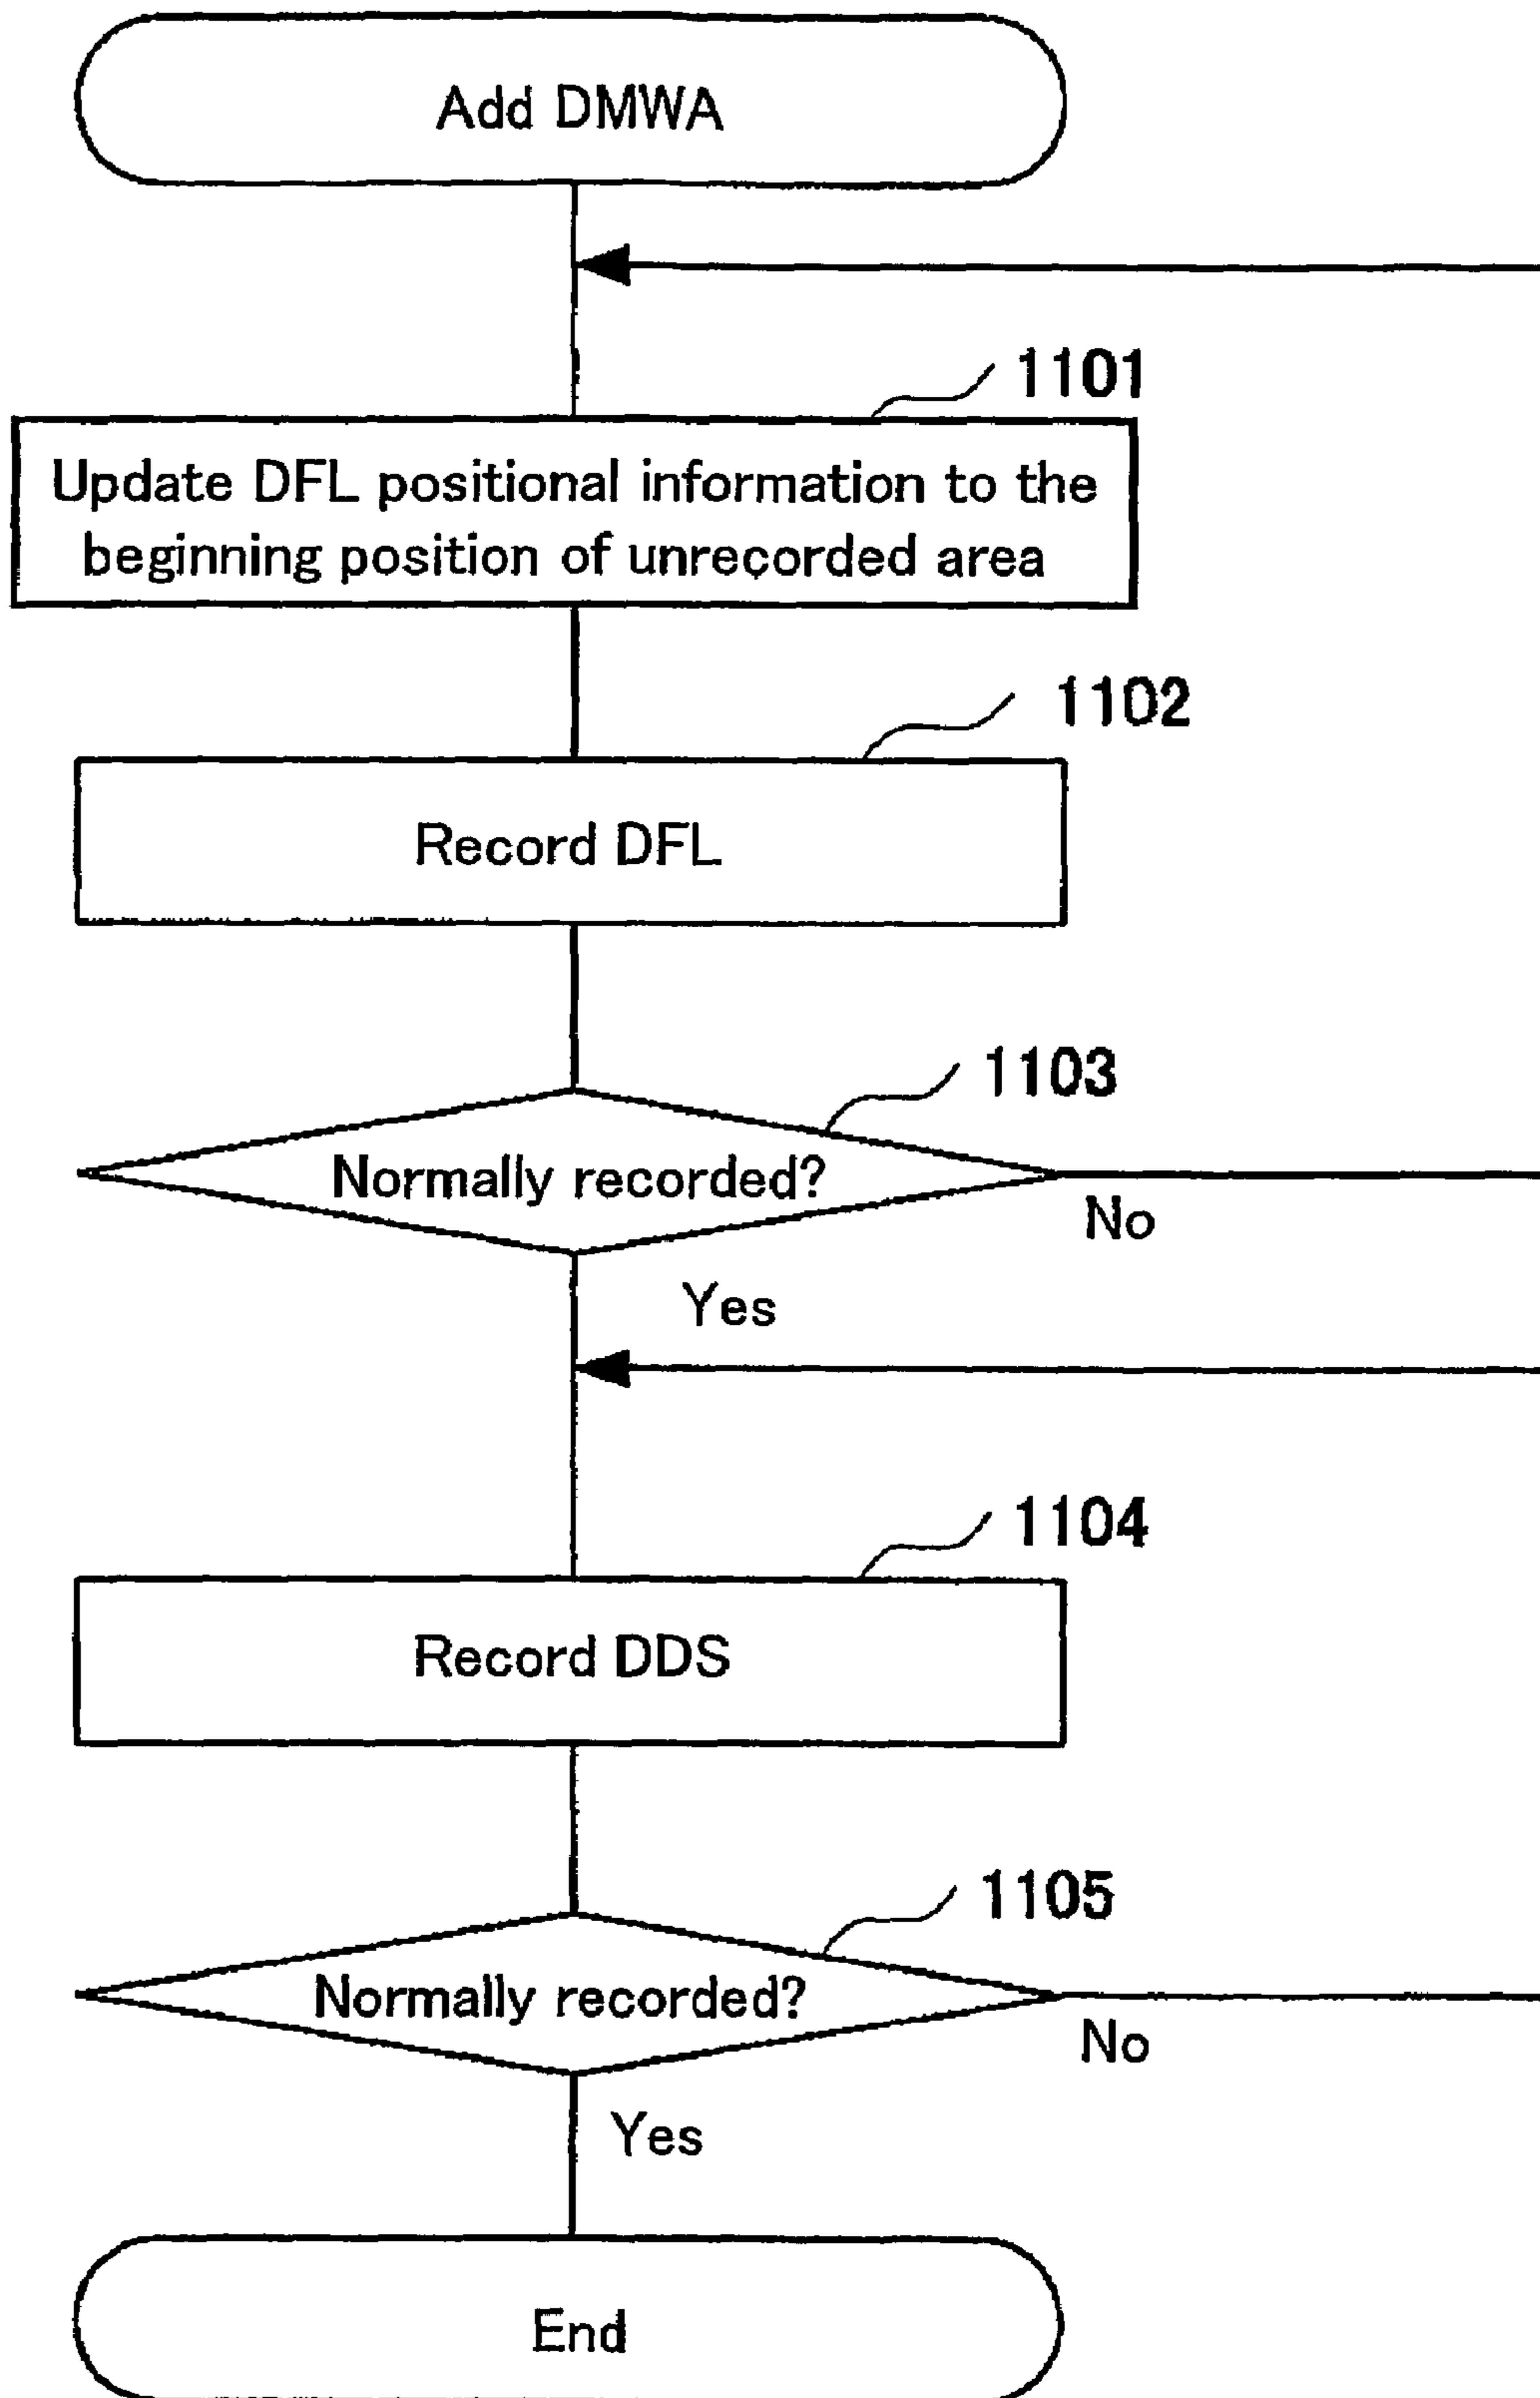 Add DMWA
1101
Update DFL positional information to the
beginning position of unrecorded area
1102
Record DFL
1103
Normally recorded?
No
Yes
1104
Record DDS
1105
Normally recorded?
No
Yes
End